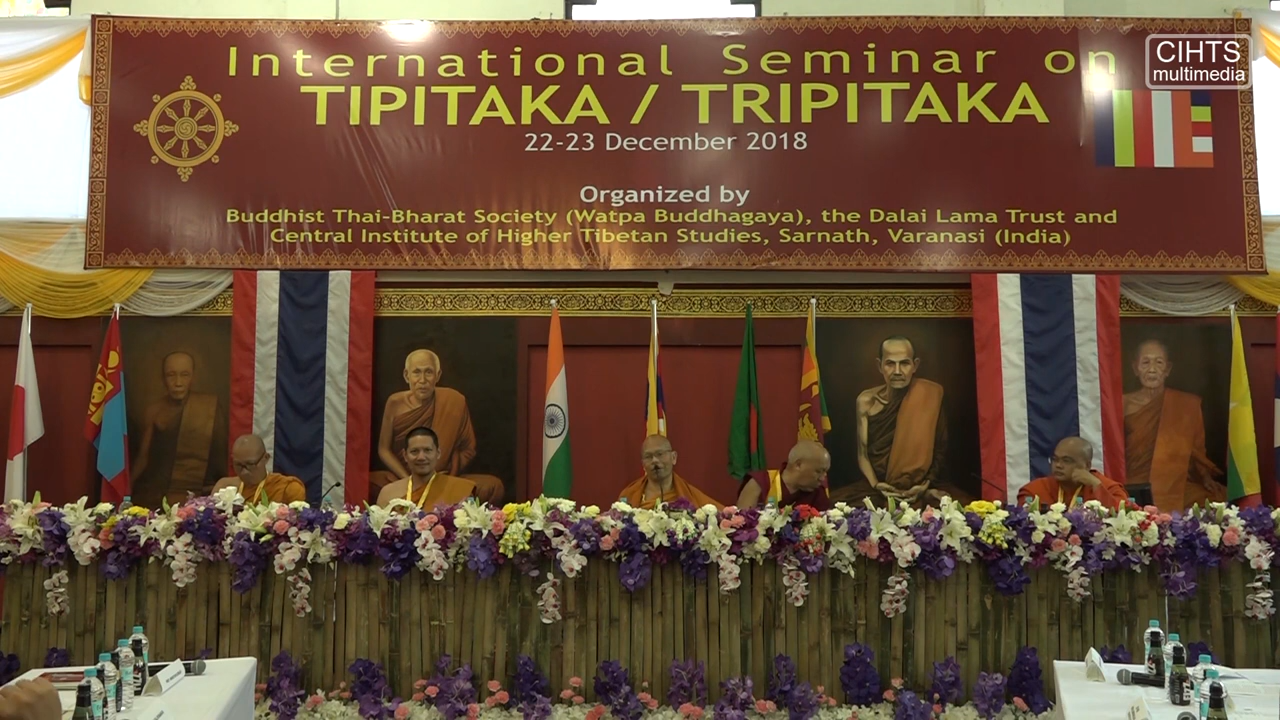 CIHTS
multimedia
International Seminar on
TIPITAKA / TRIPITAKA
22-23 December 2018
Organized by
Buddhist Thai-Bharat Society (Watpa Buddhagaya), the Dalai Lama Trust and
Central Institute of Higher Tibetan Studies, Sarnath, Varanasi (India)